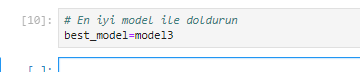 [10]: # En iyi model ile doldurun
best_model=model3
[ ]: